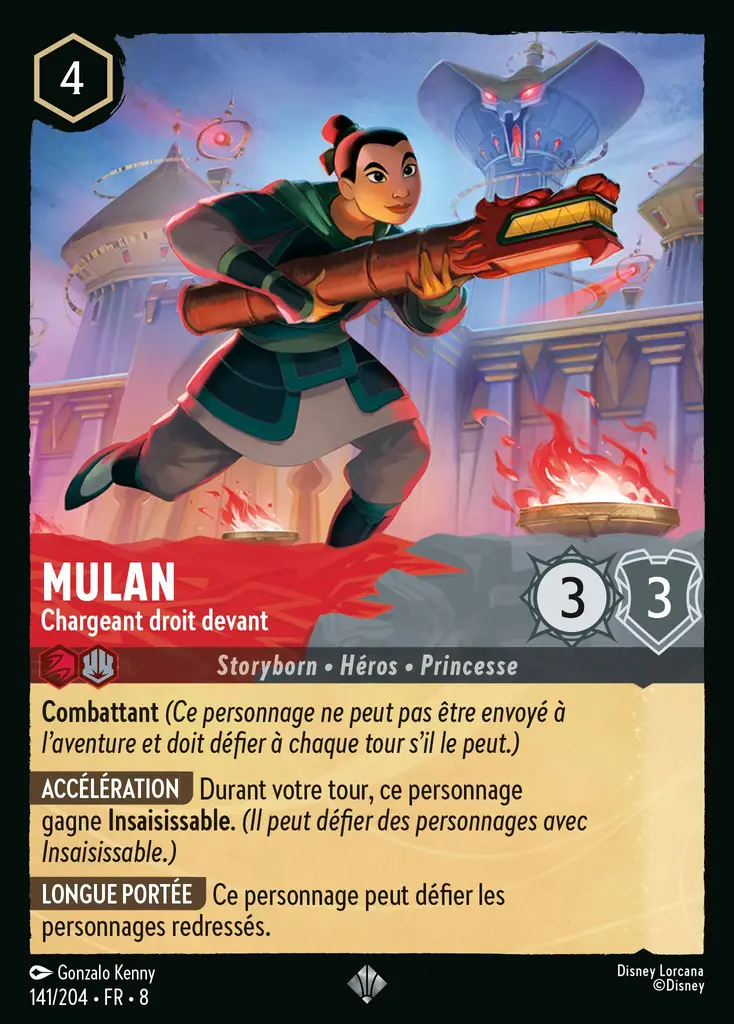 4
MULAN
Chargeant droit devant
3
3
Storyborn • Héros • Princesse
Combattant (Ce personnage ne peut pas être envoyé à
l'aventure et doit défier à chaque tour s'il le peut.)
ACCÉLÉRATION Durant votre tour, ce personnage
gagne Insaisissable. (Il peut défier des personnages avec
Insaisissable.)
LONGUE PORTÉE Ce personnage peut défier les
personnages redressés.
Gonzalo Kenny
141/204 • FR • 8
Disney Lorcana
©Disney